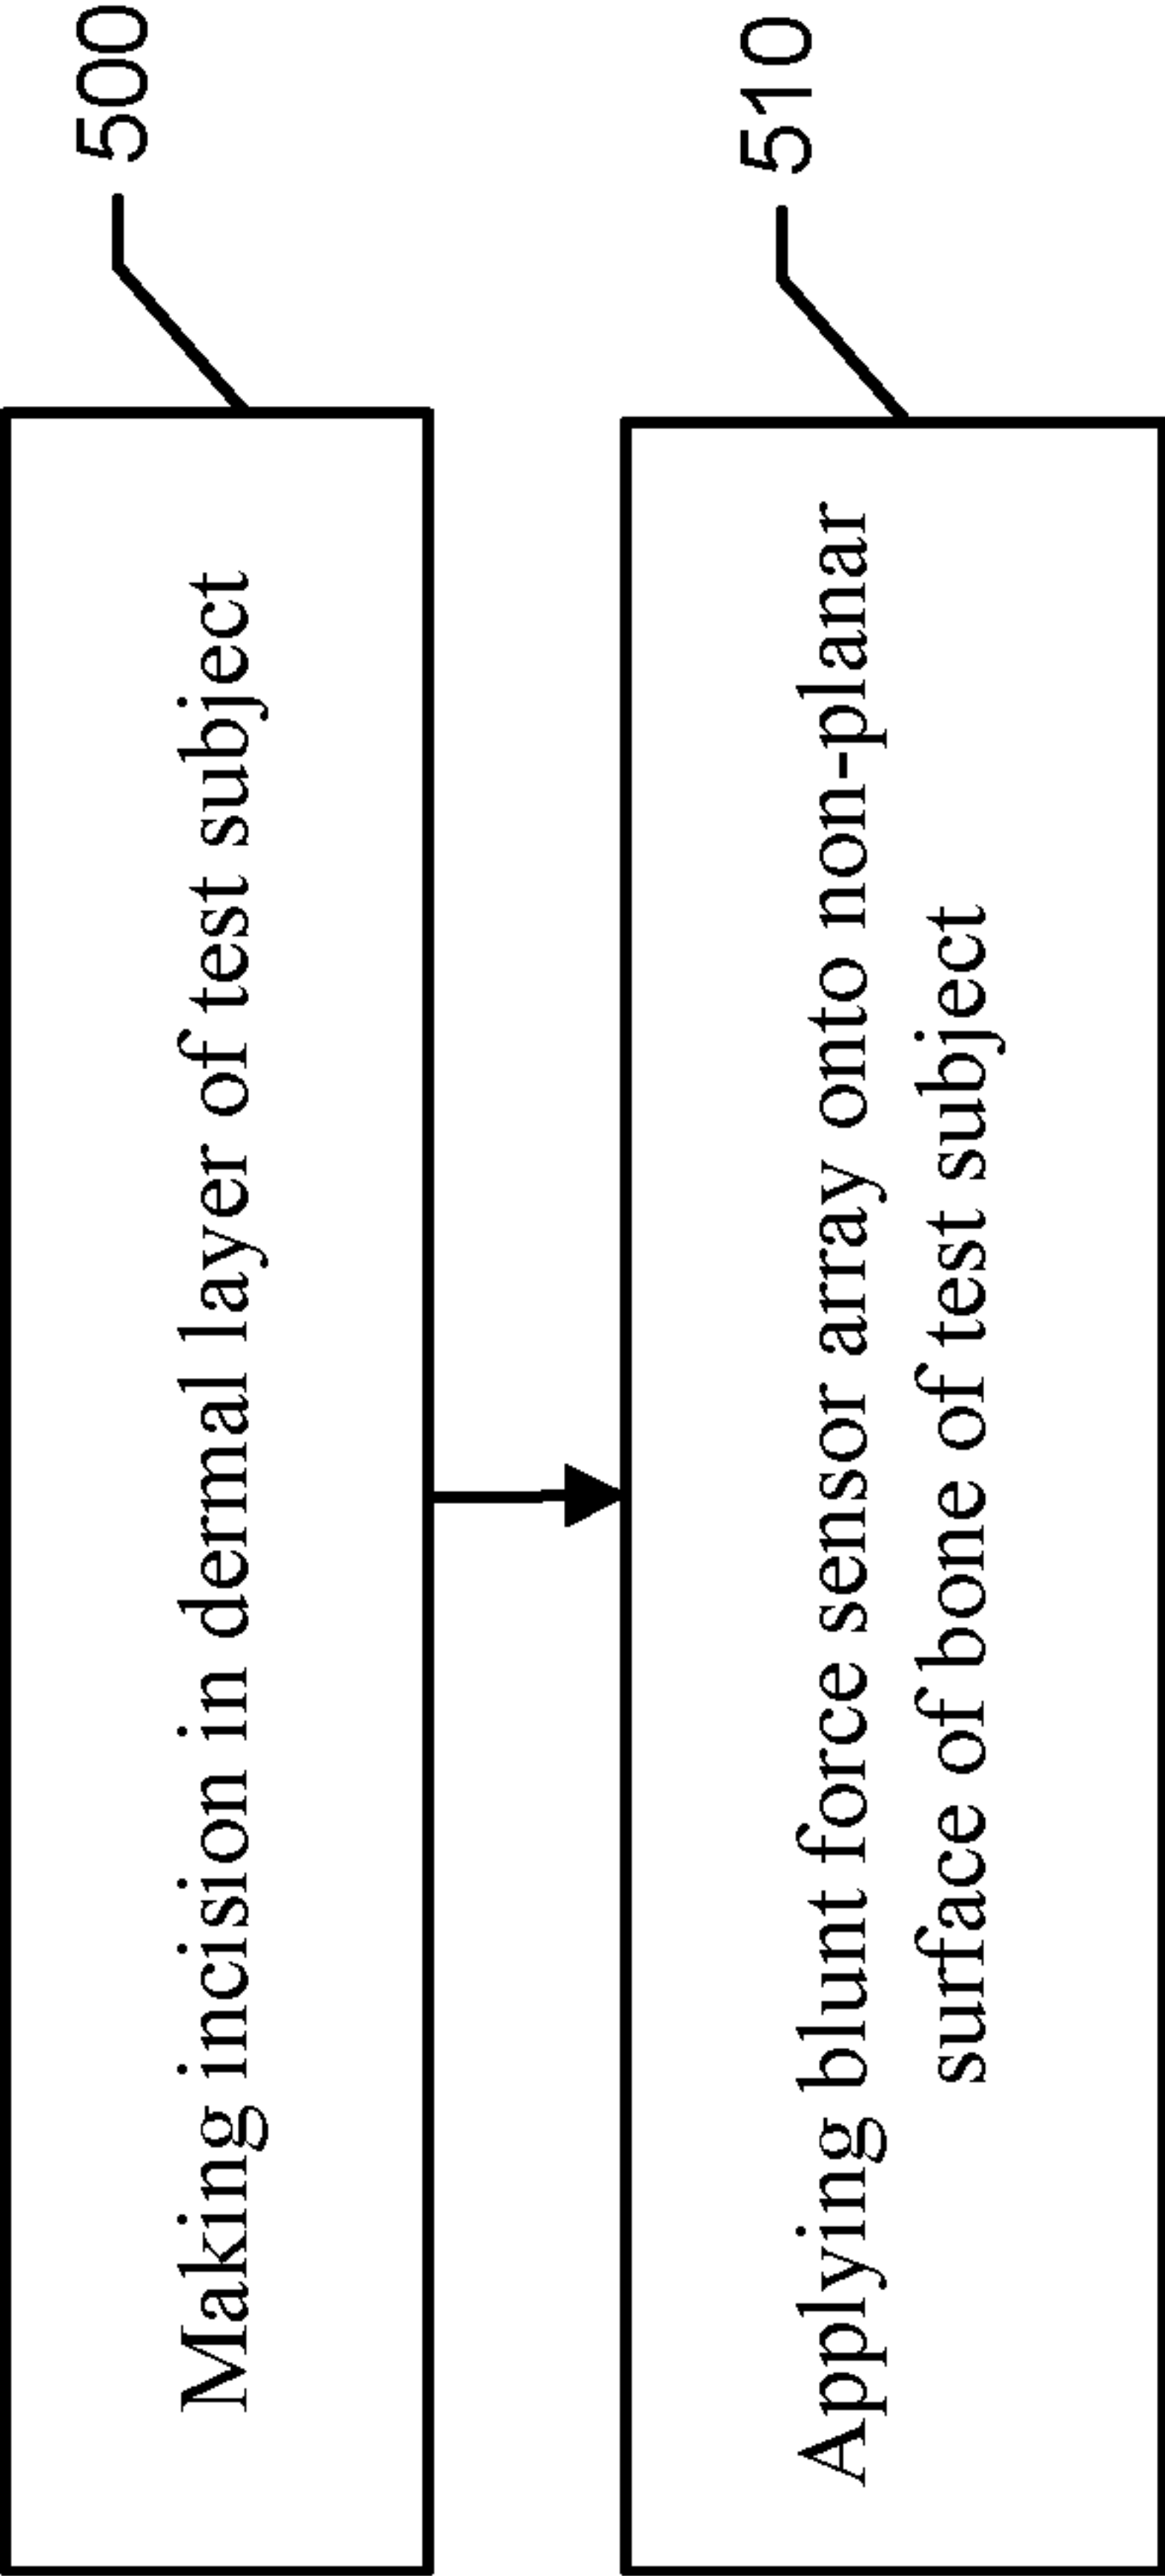 500
Making incision in dermal layer of test subject
510
Applying blunt force sensor array onto non-planar
surface of bone of test subject